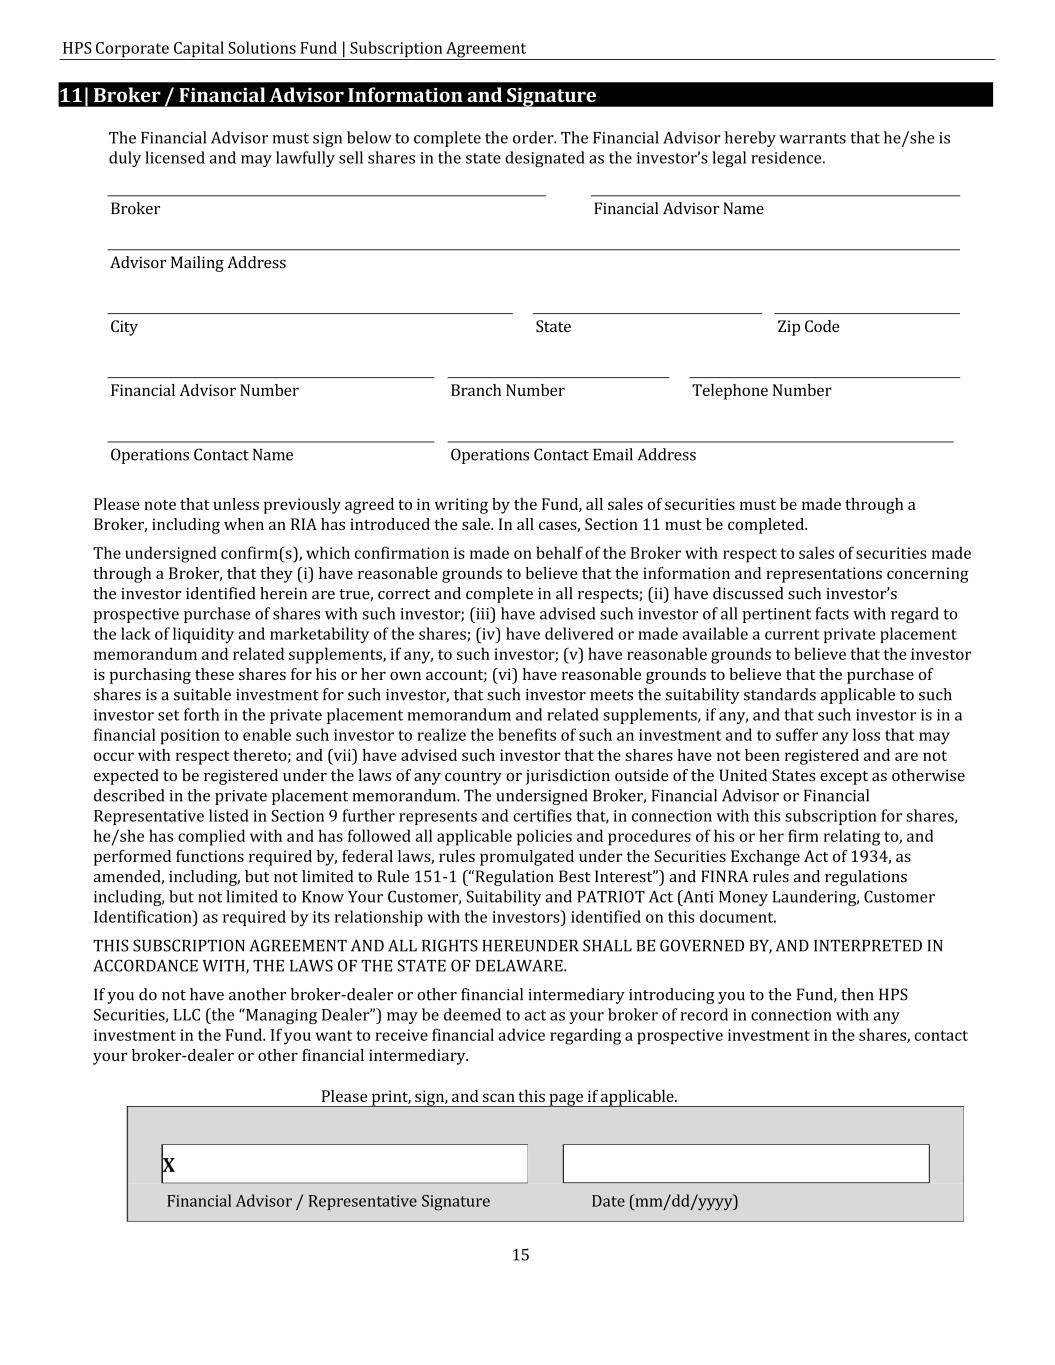 HPS Corporate Capital Solutions Fund | Subscription Agreement
11| Broker / Financial Advisor Information and Signature
The Financial Advisor must sign below to complete the order. The Financial Advisor hereby warrants that he/she is
duly licensed and may lawfully sell shares in the state designated as the investor’s legal residence.
Broker Financial Advisor Name
Advisor Mailing Address
City State Zip Code
Financial Advisor Number Branch Number Telephone Number
Operations Contact Name Operations Contact Email Address
Please note that unless previously agreed to in writing by the Fund, all sales of securities must be made through a
Broker, including when an RIA has introduced the sale. In all cases, Section 11 must be completed.
The undersigned confirm(s), which confirmation is made on behalf of the Broker with respect to sales of securities made
through a Broker, that they (i) have reasonable grounds to believe that the information and representations concerning
the investor identified herein are true, correct and complete in all respects; (ii) have discussed such investor’s
prospective purchase of shares with such investor; (iii) have advised such investor of all pertinent facts with regard to
the lack of liquidity and marketability of the shares; (iv) have delivered or made available a current private placement
memorandum and related supplements, if any, to such investor; (v) have reasonable grounds to believe that the investor
is purchasing these shares for his or her own account; (vi) have reasonable grounds to believe that the purchase of
shares is a suitable investment for such investor, that such investor meets the suitability standards applicable to such
investor set forth in the private placement memorandum and related supplements, if any, and that such investor is in a
financial position to enable such investor to realize the benefits of such an investment and to suffer any loss that may
occur with respect thereto; and (vii) have advised such investor that the shares have not been registered and are not
expected to be registered under the laws of any country or jurisdiction outside of the United States except as otherwise
described in the private placement memorandum. The undersigned Broker, Financial Advisor or Financial
Representative listed in Section 9 further represents and certifies that, in connection with this subscription for shares,
he/she has complied with and has followed all applicable policies and procedures of his or her firm relating to, and
performed functions required by, federal laws, rules promulgated under the Securities Exchange Act of 1934, as
amended, including, but not limited to Rule 151-1 (“Regulation Best Interest”) and FINRA rules and regulations
including, but not limited to Know Your Customer, Suitability and PATRIOT Act (Anti Money Laundering, Customer
Identification) as required by its relationship with the investors) identified on this document.
THIS SUBSCRIPTION AGREEMENT AND ALL RIGHTS HEREUNDER SHALL BE GOVERNED BY, AND INTERPRETED IN
ACCORDANCE WITH, THE LAWS OF THE STATE OF DELAWARE.
If you do not have another broker-dealer or other financial intermediary introducing you to the Fund, then HPS
Securities, LLC (the “Managing Dealer”) may be deemed to act as your broker of record in connection with any
investment in the Fund. If you want to receive financial advice regarding a prospective investment in the shares, contact
your broker-dealer or other financial intermediary.
Please print, sign, and scan this page if applicable.
X
Financial Advisor / Representative Signature Date (mm/dd/yyyy)
15